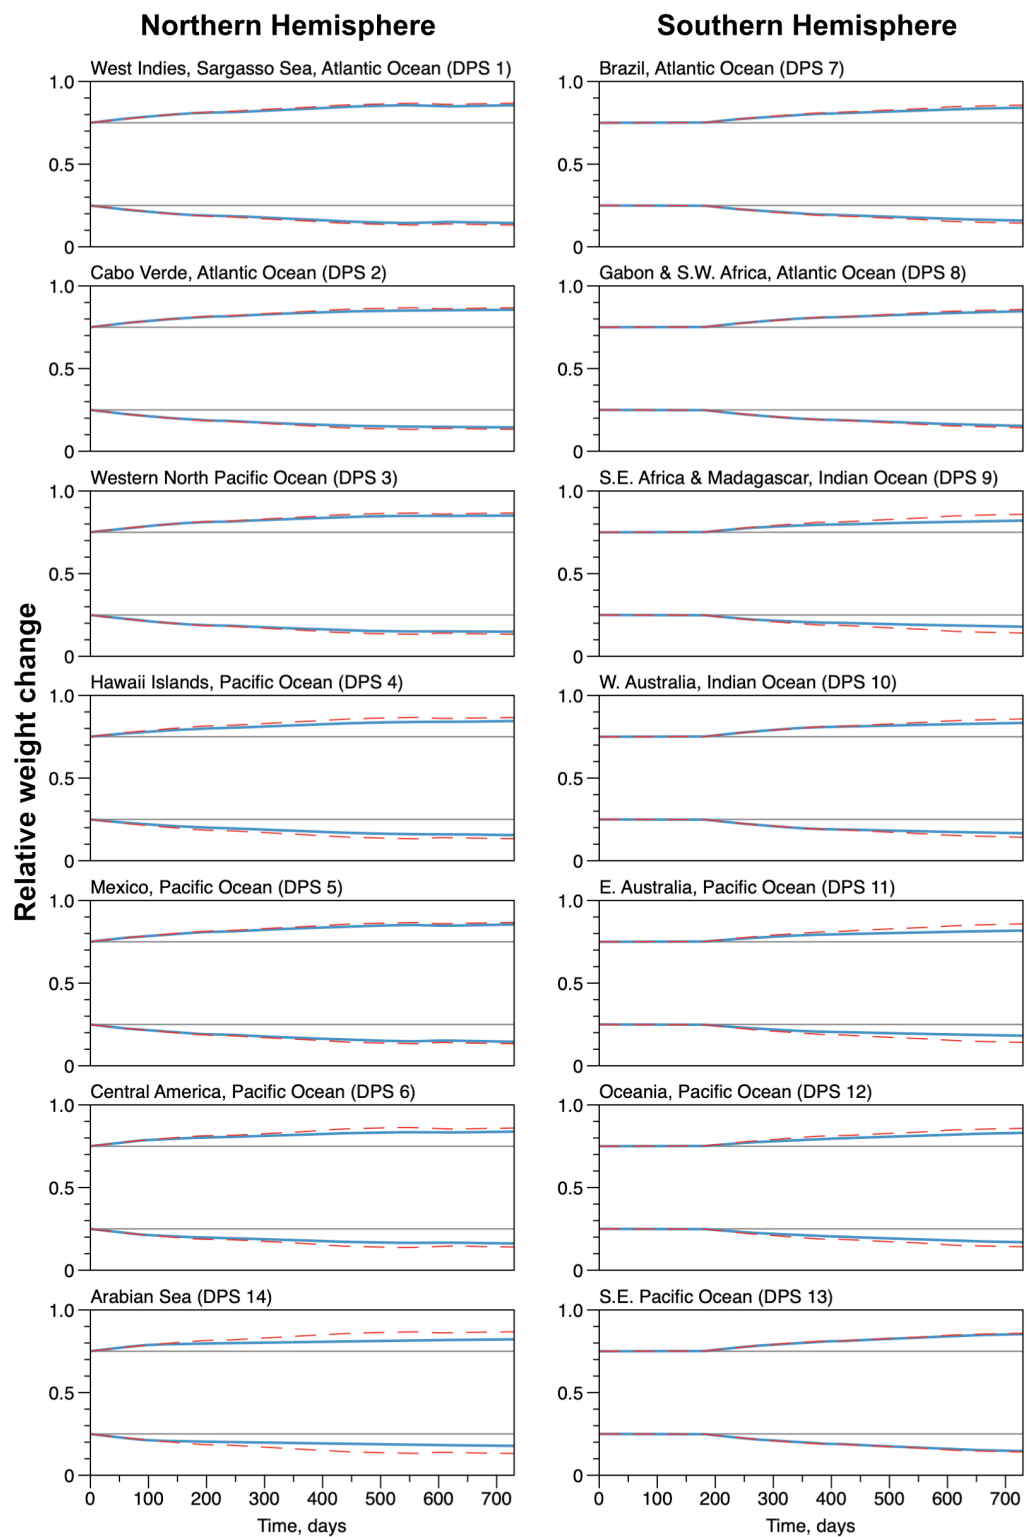 Northern Hemisphere
Southern Hemisphere
Relative weight change
West Indies, Sargasso Sea, Atlantic Ocean (DPS 1)
1.0
0.5
0
Brazil, Atlantic Ocean (DPS 7)
1.0
0.5
0
Cabo Verde, Atlantic Ocean (DPS 2)
1.0
0.5
0
Gabon & S.W. Africa, Atlantic Ocean (DPS 8)
1.0
0.5
0
Western North Pacific Ocean (DPS 3)
1.0
0.5
0
S.E. Africa & Madagascar, Indian Ocean (DPS 9)
1.0
0.5
0
Hawaii Islands, Pacific Ocean (DPS 4)
1.0
0.5
0
W. Australia, Indian Ocean (DPS 10)
1.0
0.5
0
Mexico, Pacific Ocean (DPS 5)
1.0
0.5
0
E. Australia, Pacific Ocean (DPS 11)
1.0
0.5
0
Central America, Pacific Ocean (DPS 6)
1.0
0.5
0
Oceania, Pacific Ocean (DPS 12)
1.0
0.5
0
Arabian Sea (DPS 14)
1.0
0.5
0
0 100 200 300 400 500 600 700
Time, days
S.E. Pacific Ocean (DPS 13)
1.0
0.5
0
0 100 200 300 400 500 600 700
Time, days